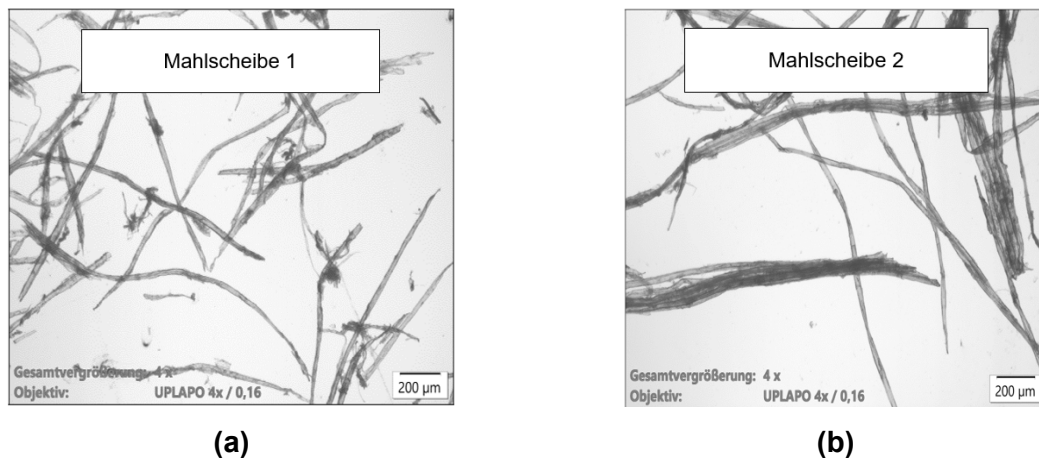 Mahlscheibe 1
Gesamtvergrößerung: 4 x
Objektiv: UPLAPO 4x / 0,16
200 µm
(a)
Mahlscheibe 2
Gesamtvergrößerung: 4 x
Objektiv: UPLAPO 4x / 0,16
200 µm
(b)